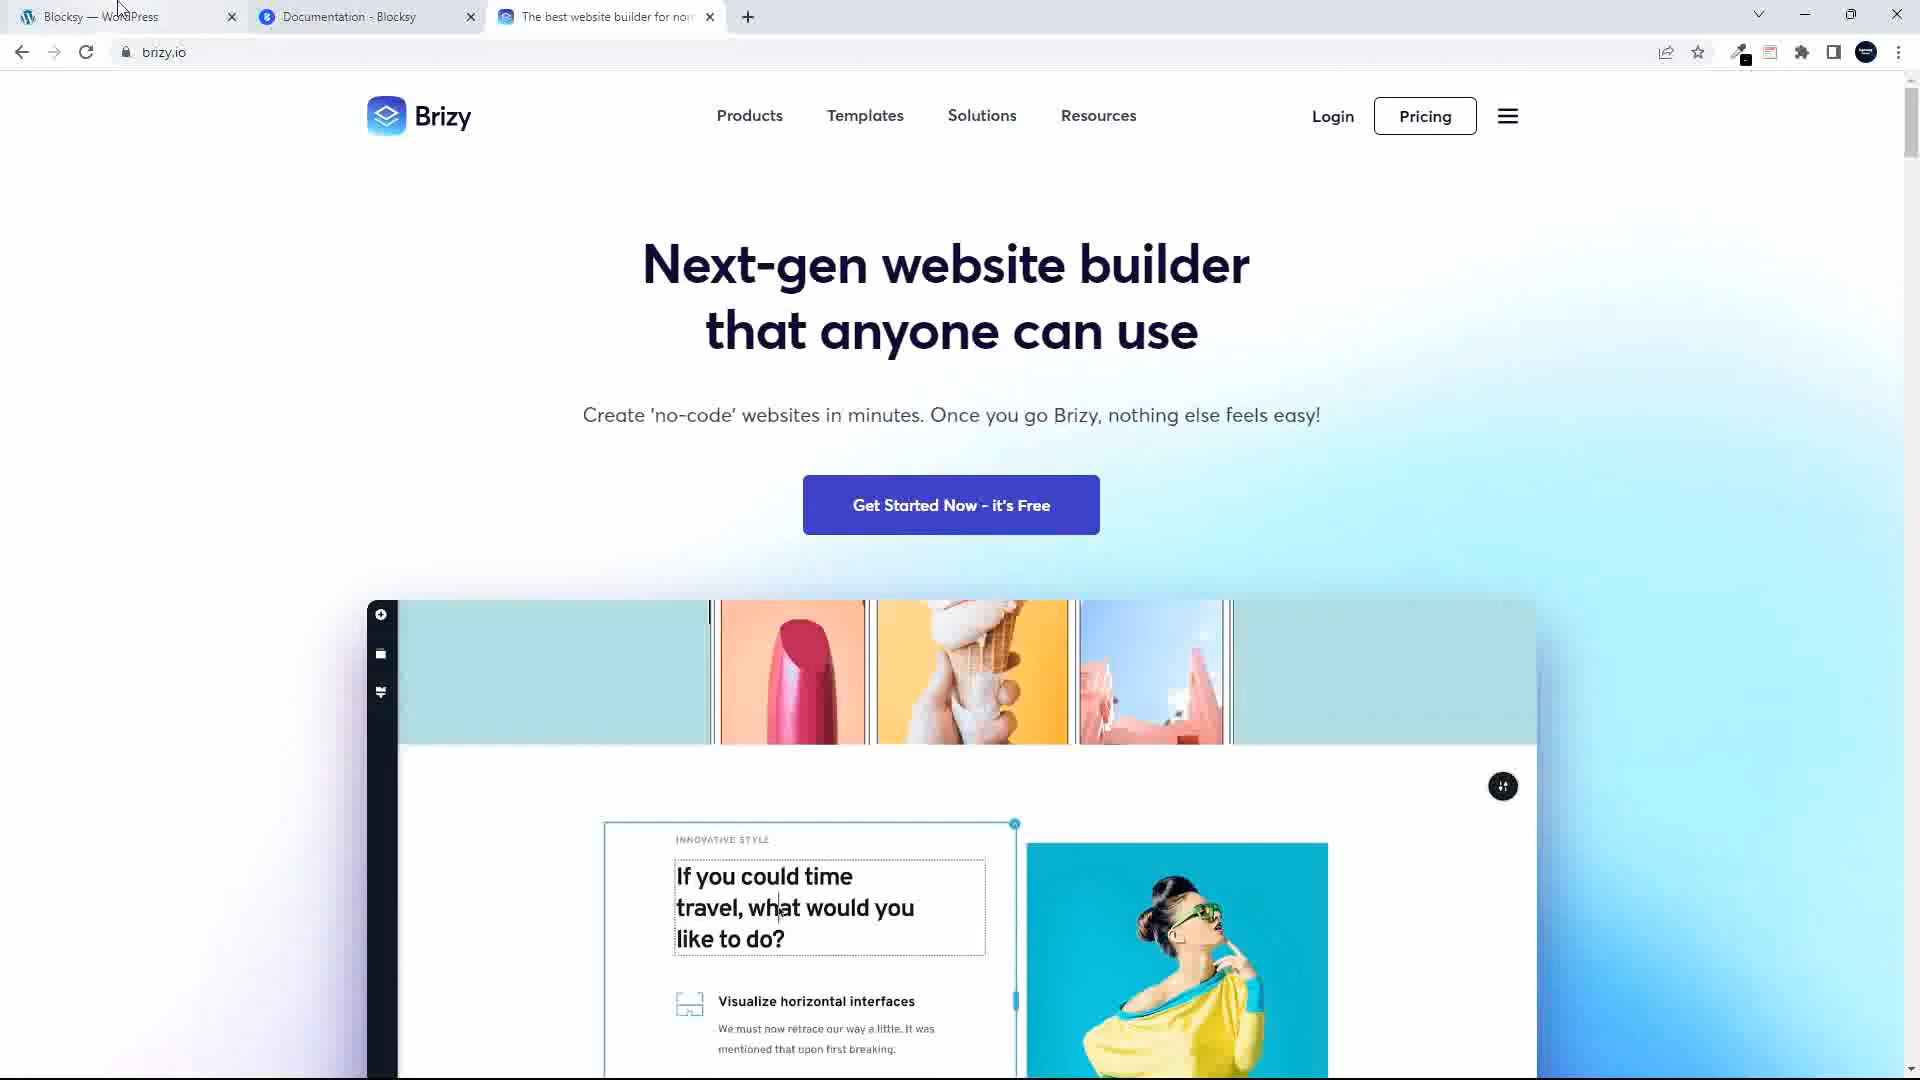 Blocksy — WordPress
Documentation - Blocksy
The best website builder for non
brizy.io
Brizy
Products
Templates
Solutions
Resources
Login
Pricing
Next-gen website builder
that anyone can use
Create 'no-code' websites in minutes. Once you go Brizy, nothing else feels easy!
Get Started Now - it's Free
INNOVATIVE STYLE
If you could time
travel, what would you
like to do?
Visualize horizontal interfaces
We must now retrace our way a little. It was
mentioned that upon first breaking.